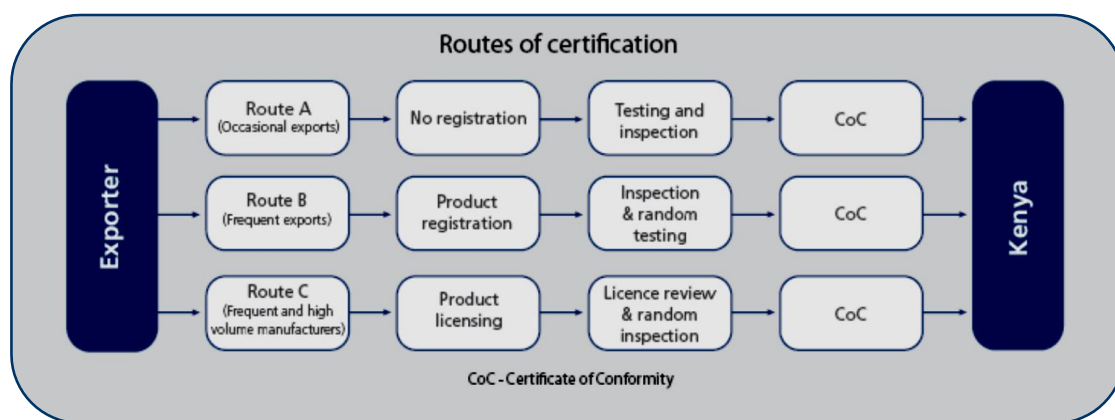 Routes of certification
Exporter
Route A
(Occasional exports)
No registration
Testing and
inspection
CoC
Route B
(Frequent exports)
Product
registration
Inspection
& random
testing
CoC
Route C
(Frequent and high
volume manufacturers)
Product
licensing
Licence review
& random
inspection
CoC
Kenya
CoC - Certificate of Conformity